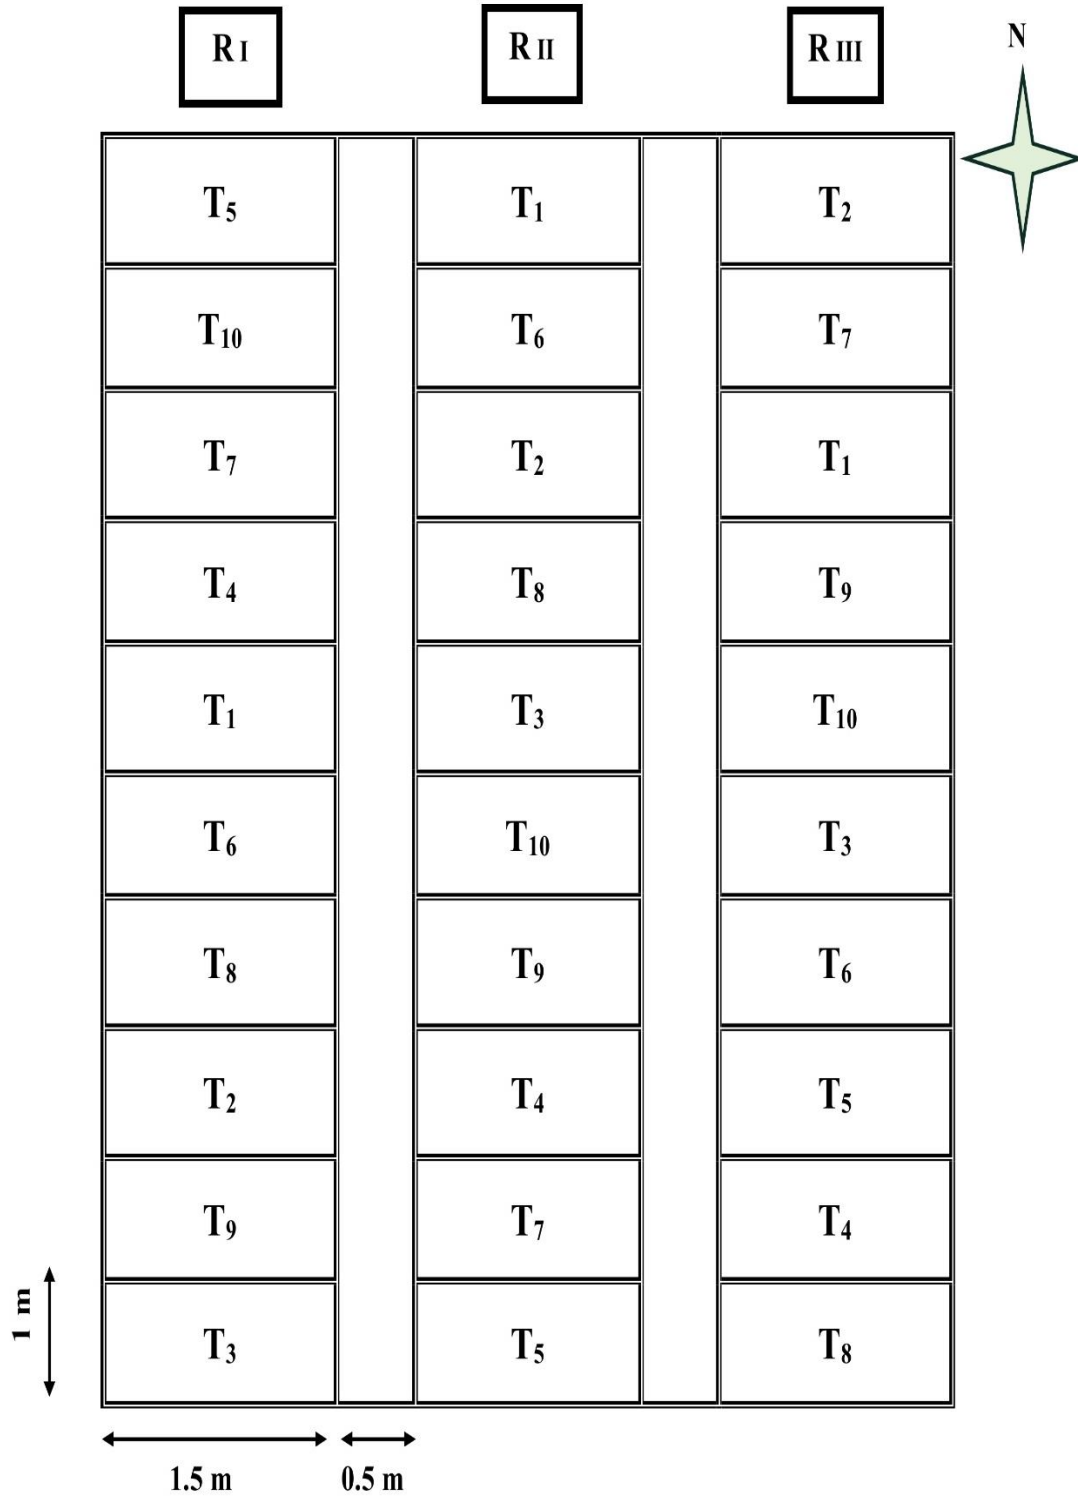 R I R II R III N
T5 T1 T2
T10 T6 T7
T7 T2 T1
T4 T8 T9
T1 T3 T10
T6 T10 T3
T8 T9 T6
T2 T4 T5
T9 T7 T4
1 m
T3 T5 T8
1.5 m 0.5 m